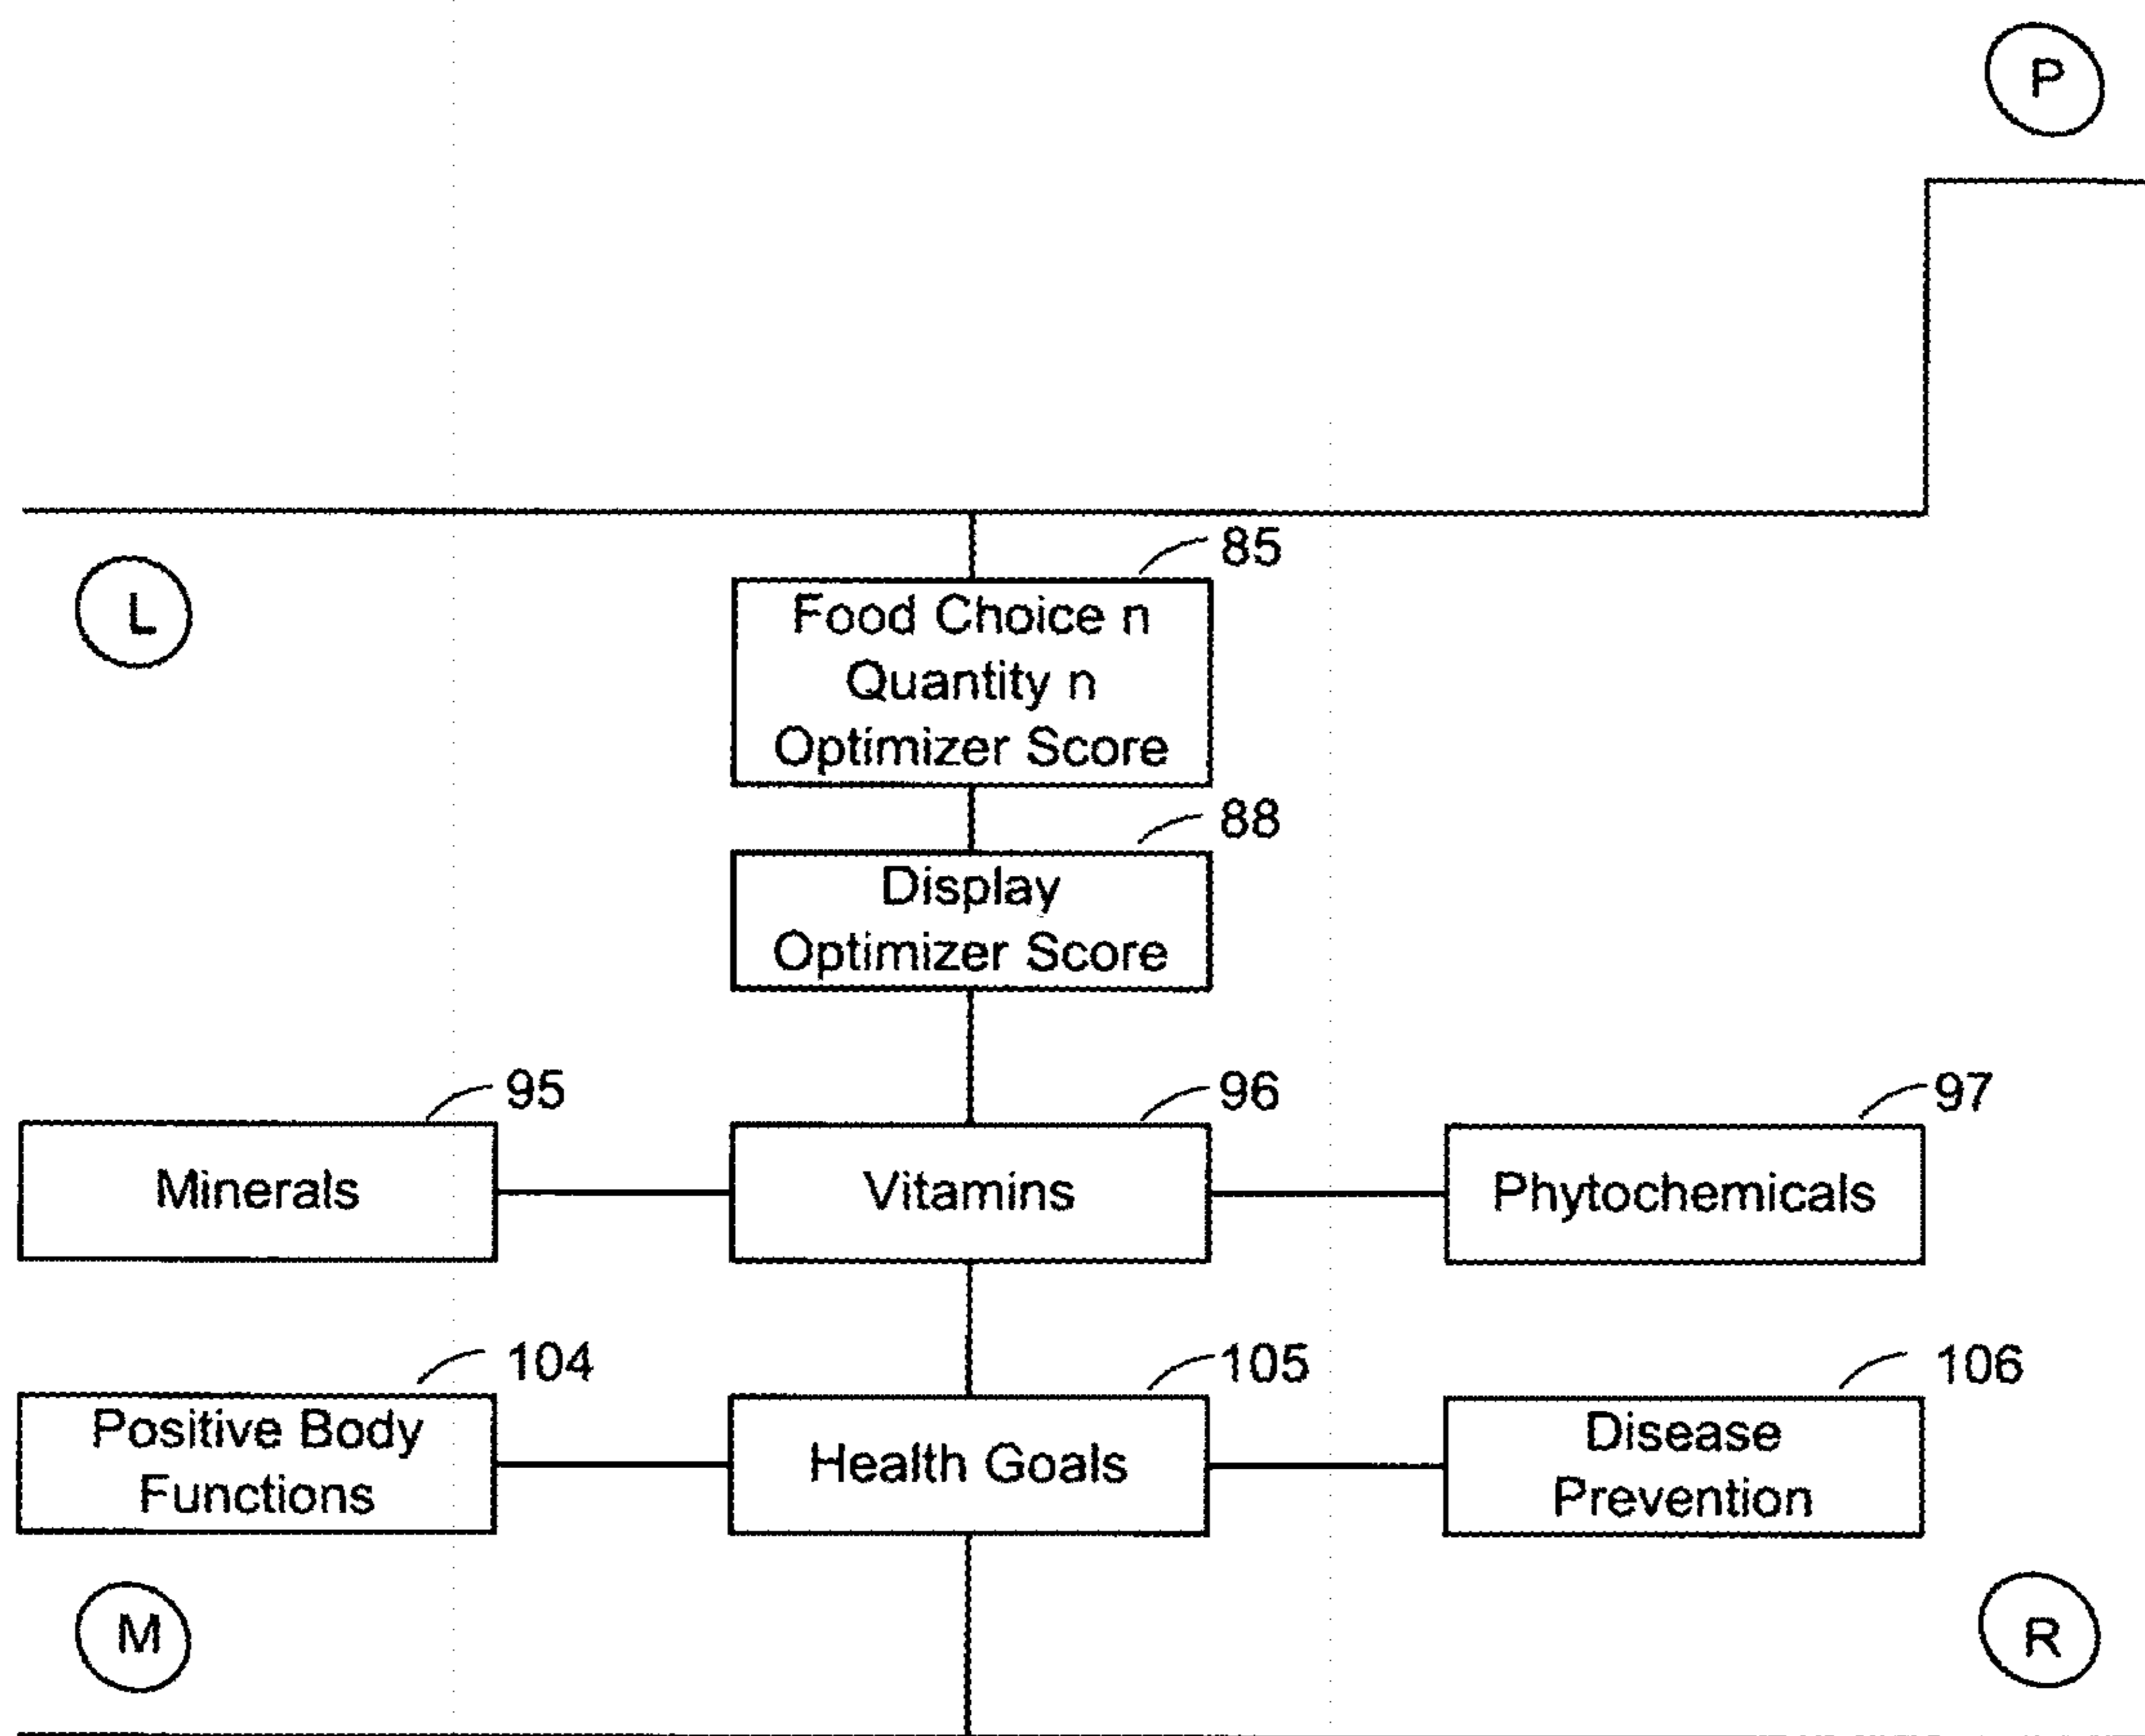 P
85
L
Food Choice n
Quantity n
Optimizer Score
88
Display
Optimizer Score
95
96
97
Minerals
Vitamins
Phytochemicals
104
105
106
Positive Body
Functions
Health Goals
Disease
Prevention
M
R